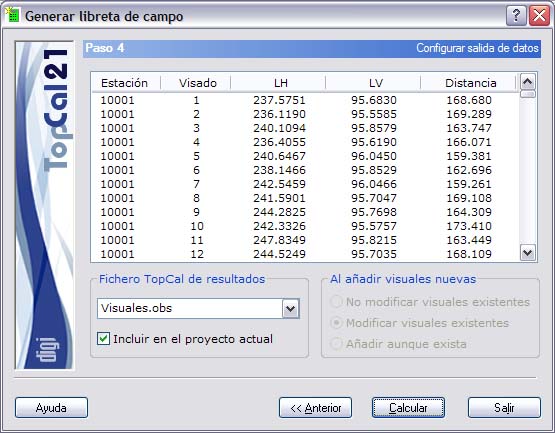 Generar libreta de campo
Paso 4 Configurar salida de datos
TopCal21
digi
Estación Visado LH LV Distancia
10001 1 237.5751 95.6830 168.680
10001 2 236.1190 95.5585 169.289
10001 3 240.1094 95.8579 163.747
10001 4 236.4055 95.6190 166.071
10001 5 240.6467 96.0450 159.381
10001 6 238.1466 95.8529 162.696
10001 7 242.5459 96.0466 159.261
10001 8 241.5901 95.7047 169.108
10001 9 244.2825 95.7698 164.309
10001 10 242.3326 95.5757 173.410
10001 11 247.8349 95.8215 163.449
10001 12 244.5249 95.7035 168.109
Fichero TopCal de resultados
Visuales.obs
Incluir en el proyecto actual
Al añadir visuales nuevas
No modificar visuales existentes
Modificar visuales existentes
Añadir aunque exista
Ayuda << Anterior Calcular Salir